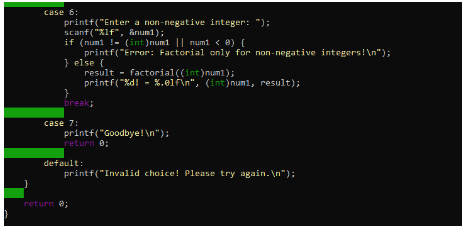 case 6:
printf("Enter a non-negative integer: ");
scanf("%lf", &num1);
if (num1 != (int)num1 || num1 < 0) {
printf("Error: Factorial only for non-negative integers!\n");
} else {
result = factorial((int)num1);
printf("%d! = %.0lf\n", (int)num1, result);
}
break;
case 7:
printf("Goodbye!\n");
return 0;
default:
printf("Invalid choice! Please try again.\n");
}
return 0;
}